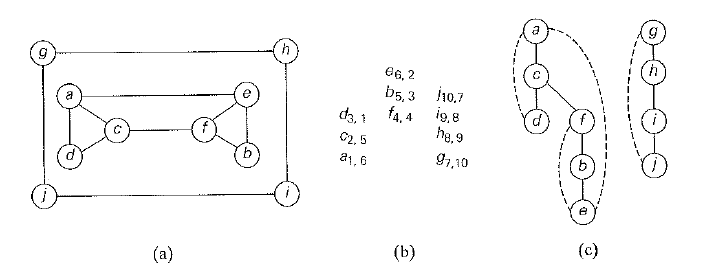 g
h
a
e
c
f
d
b
j
i
(a)
e6, 2
b5, 3
j10,7
d3, 1
f4, 4
i9,8
c2, 5
h8,9
a1, 6
g7,10
(b)
a
g
c
h
d
f
i
b
j
e
(c)